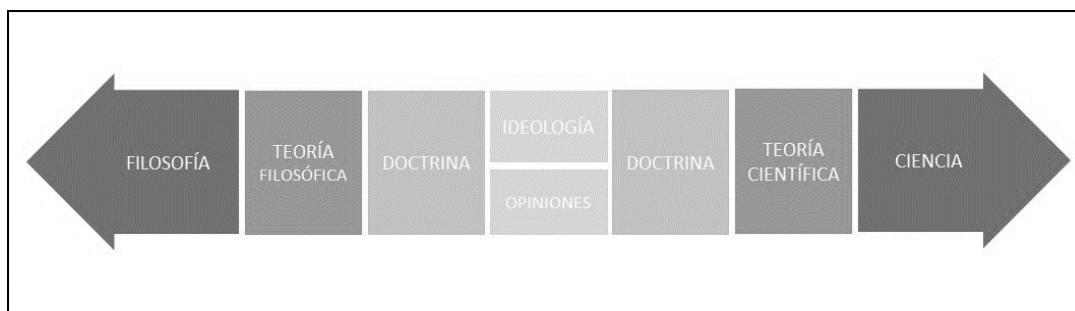 FILOSOFÍA
TEORÍA
FILOSÓFICA
DOCTRINA
IDEOLOGÍA
OPINIONES
DOCTRINA
TEORÍA
CIENTÍFICA
CIENCIA